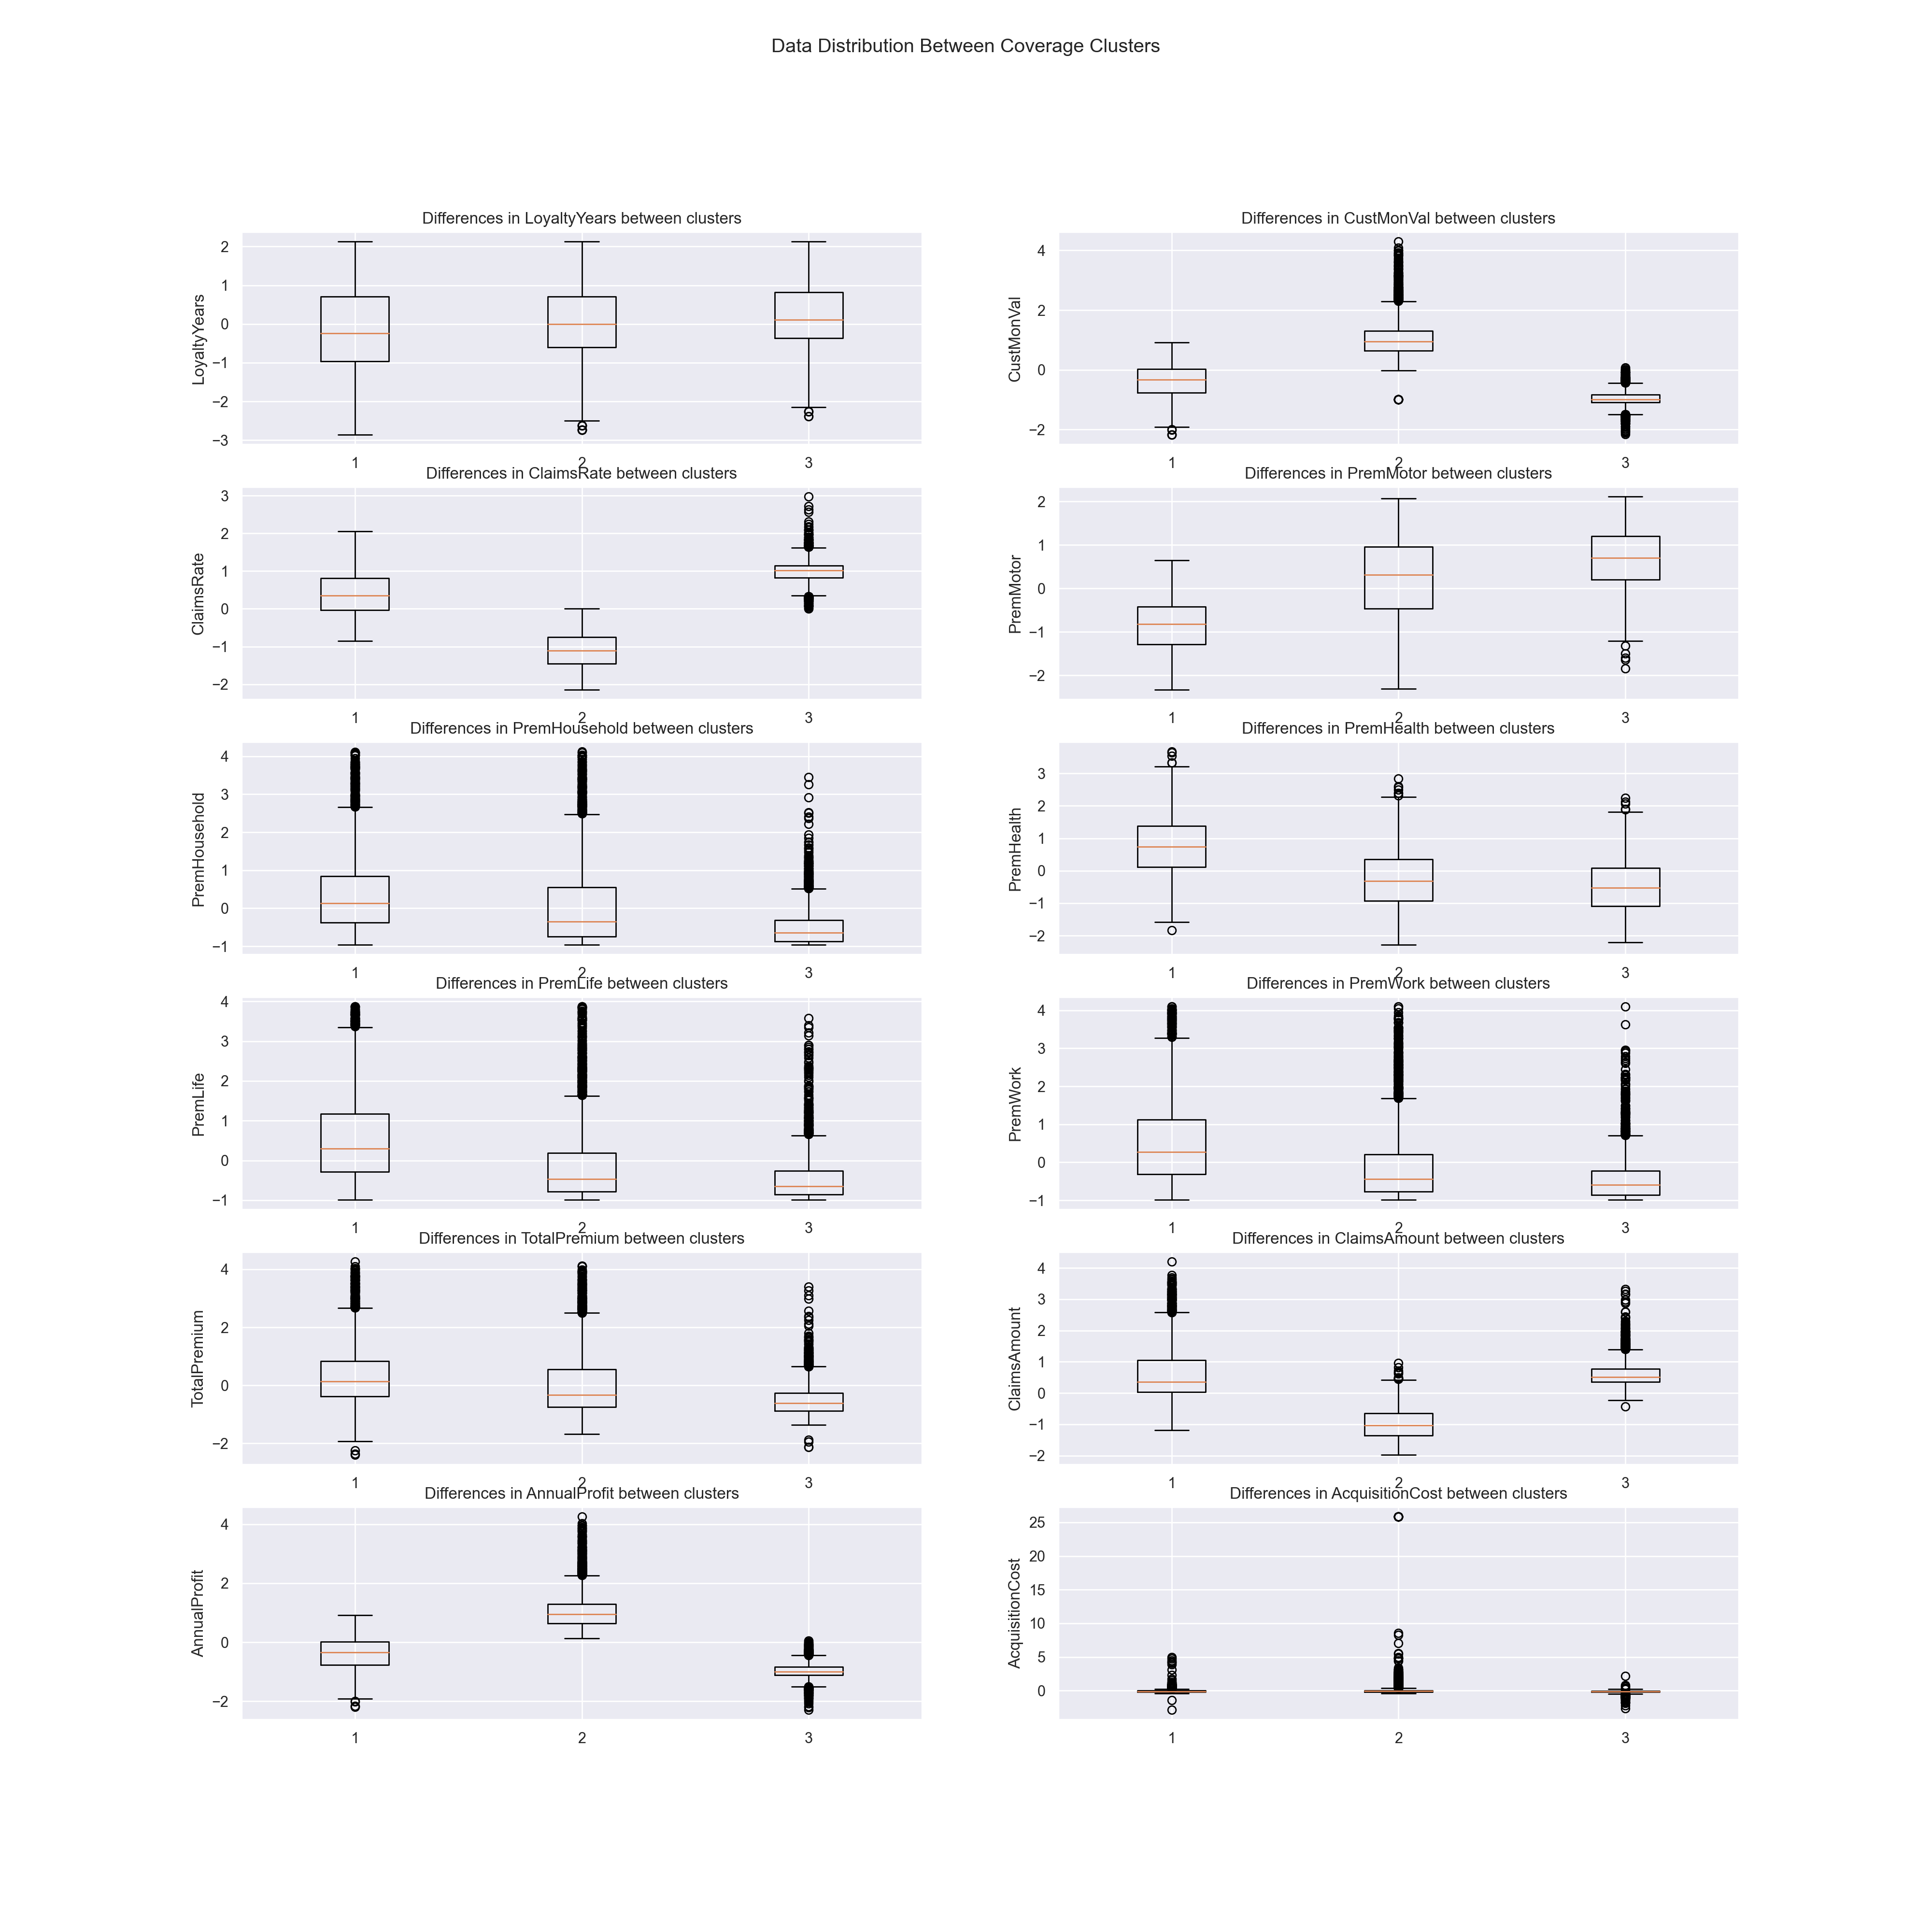 Data Distribution Between Coverage Clusters
Differences in LoyaltyYears between clusters
LoyaltyYears
2
1
0
−1
−2
−3
1 2 3
Differences in CustMonVal between clusters
CustMonVal
4
2
0
−2
1 2 3
Differences in ClaimsRate between clusters
ClaimsRate
3
2
1
0
−1
−2
1 2 3
Differences in PremMotor between clusters
PremMotor
2
1
0
−1
−2
1 2 3
Differences in PremHousehold between clusters
PremHousehold
4
3
2
1
0
−1
1 2 3
Differences in PremHealth between clusters
PremHealth
3
2
1
0
−1
−2
1 2 3
Differences in PremLife between clusters
PremLife
4
3
2
1
0
−1
1 2 3
Differences in PremWork between clusters
PremWork
4
3
2
1
0
−1
1 2 3
Differences in TotalPremium between clusters
TotalPremium
4
2
0
−2
1 2 3
Differences in ClaimsAmount between clusters
ClaimsAmount
4
3
2
1
0
−1
−2
1 2 3
Differences in AnnualProfit between clusters
AnnualProfit
4
2
0
−2
1 2 3
Differences in AcquisitionCost between clusters
AcquisitionCost
25
20
15
10
5
0
1 2 3